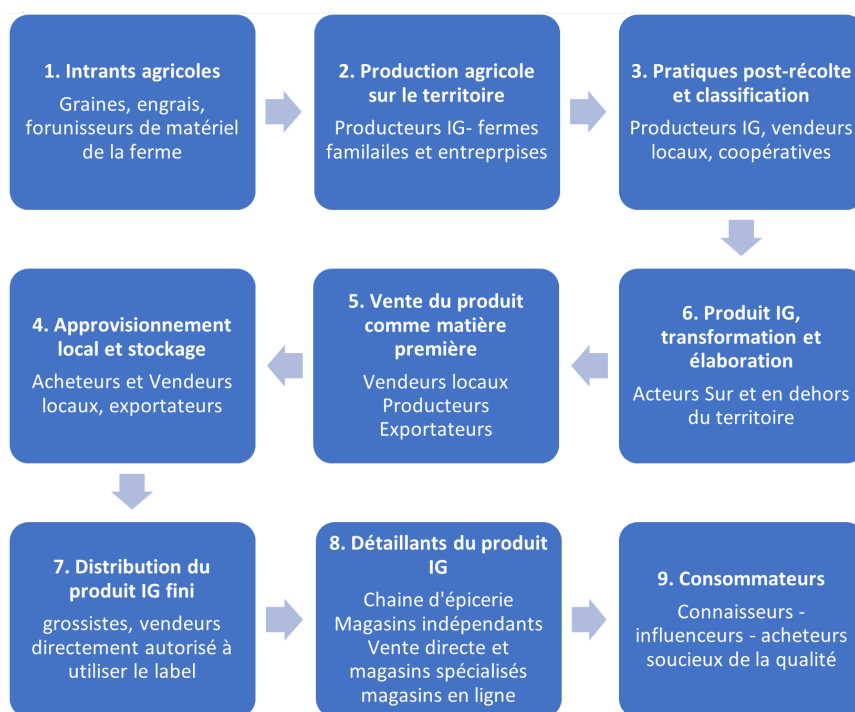 1. Intrants agricoles
Graines, engrais,
forunisseurs de matériel
de la ferme
2. Production agricole
sur le territoire
Producteurs IG- fermes
familailes et entreprpises
3. Pratiques post-récolte
et classification
Producteurs IG, vendeurs
locaux, coopératives
4. Approvisionnement
local et stockage
Acheteurs et Vendeurs
locaux, exportateurs
5. Vente du produit
comme matière
première
Vendeurs locaux
Producteurs
Exportateurs
6. Produit IG,
transformation et
élaboration
Acteurs Sur et en dehors
du territoire
7. Distribution du
produit IG fini
grossistes, vendeurs
directement autorisé à
utiliser le label
8. Détaillants du produit
IG
Chaine d'épicerie
Magasins indépendants
Vente directe et
magasins spécialisés
magasins en ligne
9. Consommateurs
Connaisseurs -
influenceurs - acheteurs
soucieux de la qualité